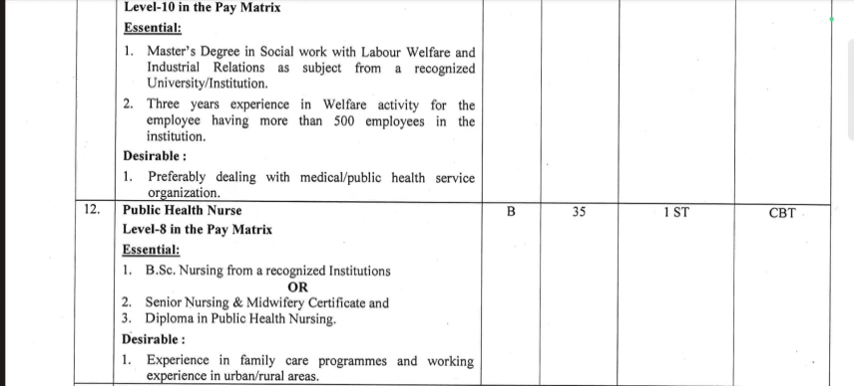 Level-10 in the Pay Matrix
Essential:
1. Master's Degree in Social work with Labour Welfare and
Industrial Relations as subject from a recognized
University/Institution.
2. Three years experience in Welfare activity for the
employee having more than 500 employees in the
institution.
Desirable :
1. Preferably dealing with medical/public health service
organization.
12. Public Health Nurse B 35 1 ST CBT
Level-8 in the Pay Matrix
Essential:
1. B.Sc. Nursing from a recognized Institutions
OR
2. Senior Nursing & Midwifery Certificate and
3. Diploma in Public Health Nursing.
Desirable :
1. Experience in family care programmes and working
experience in urban/rural areas.